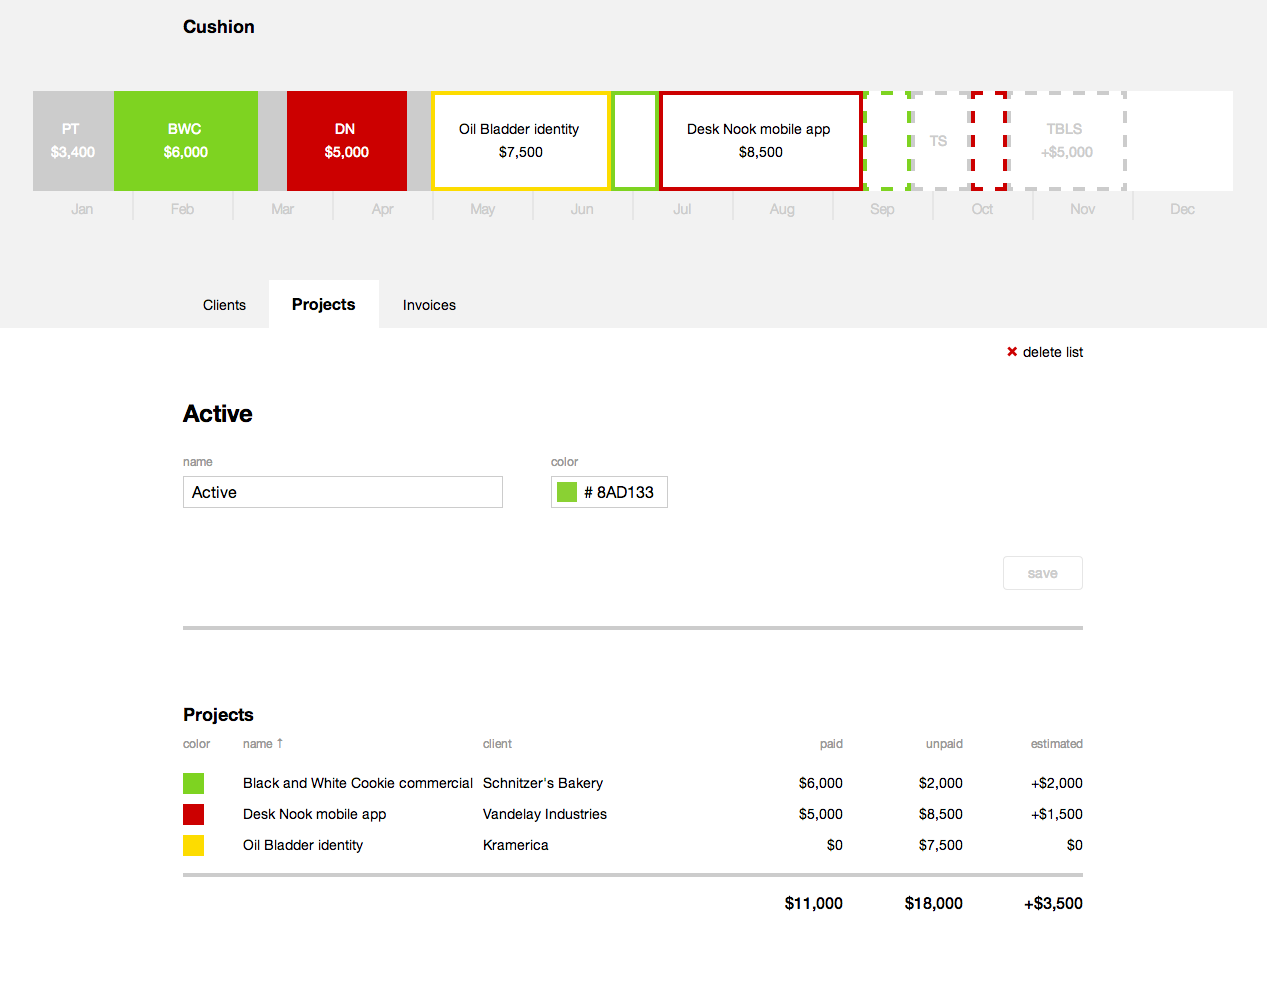 Cushion
PT BWC DN Oil Bladder identity Desk Nook mobile app TS TBLS
$3,400 $6,000 $5,000 $7,500 $8,500 +$5,000
Jan Feb Mar Apr May Jun Jul Aug Sep Oct Nov Dec
Clients Projects Invoices
✖ delete list
Active
name color
Active # 8AD133
save
Projects
color name ↑ client paid unpaid estimated
Black and White Cookie commercial Schnitzer's Bakery $6,000 $2,000 +$2,000
Desk Nook mobile app Vandelay Industries $5,000 $8,500 +$1,500
Oil Bladder identity Kramerica $0 $7,500 $0
$11,000 $18,000 +$3,500